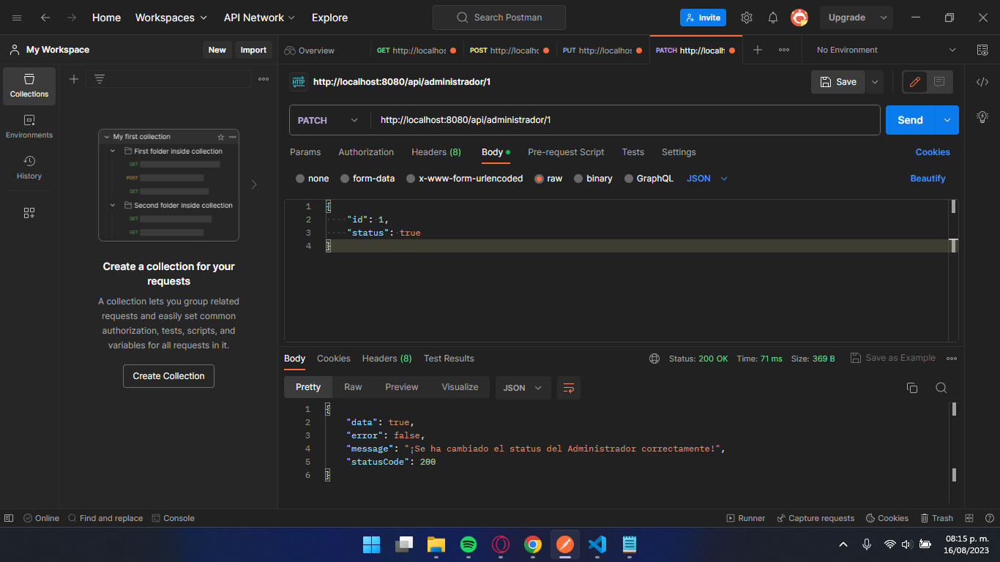 Home Workspaces API Network Explore Search Postman Invite Upgrade
My Workspace New Import Overview GET http://localhos POST http://localhc PUT http://localhos PATCH http://localh No Environment
Collections
Environments
History
My first collection
First folder inside collection
GET
POST
GET
Second folder inside collection
GET
GET
Create a collection for your
requests
A collection lets you group related
requests and easily set common
authorization, tests, scripts, and
variables for all requests in it.
Create Collection
HTTP http://localhost:8080/api/administrador/1 Save
PATCH http://localhost:8080/api/administrador/1 Send
Params Authorization Headers (8) Body Pre-request Script Tests Settings Cookies
none form-data x-www-form-urlencoded raw binary GraphQL JSON Beautify
1 {
2 "id": 1,
3 "status": true
4 }
Body Cookies Headers (8) Test Results Status: 200 OK Time: 71 ms Size: 369 B Save as Example
Pretty Raw Preview Visualize JSON
1 {
2 "data": true,
3 "error": false,
4 "message": "¡Se ha cambiado el status del Administrador correctamente!",
5 "statusCode": 200
6 }
Online Find and replace Console Runner Capture requests Cookies Trash
08:15 p. m.
16/08/2023